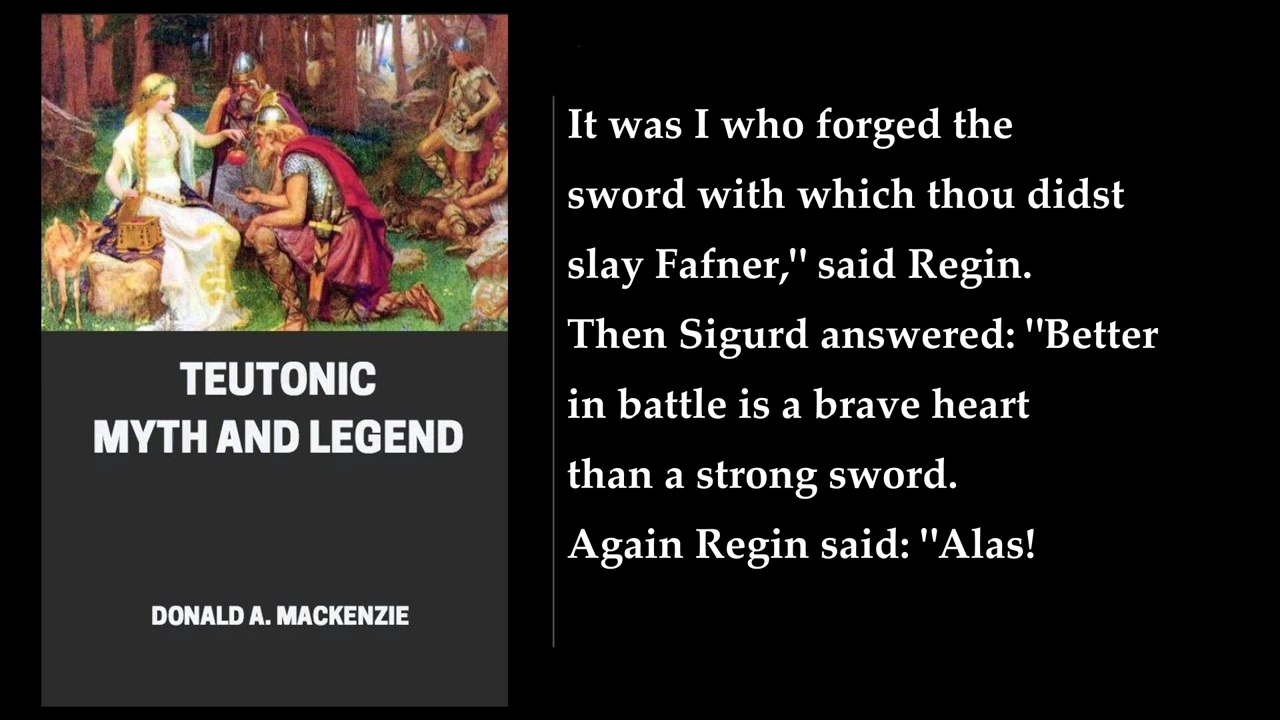 TEUTONIC
MYTH AND LEGEND
DONALD A. MACKENZIE
It was I who forged the
sword with which thou didst
slay Fafner," said Regin.
Then Sigurd answered: "Better
in battle is a brave heart
than a strong sword.
Again Regin said: "Alas!